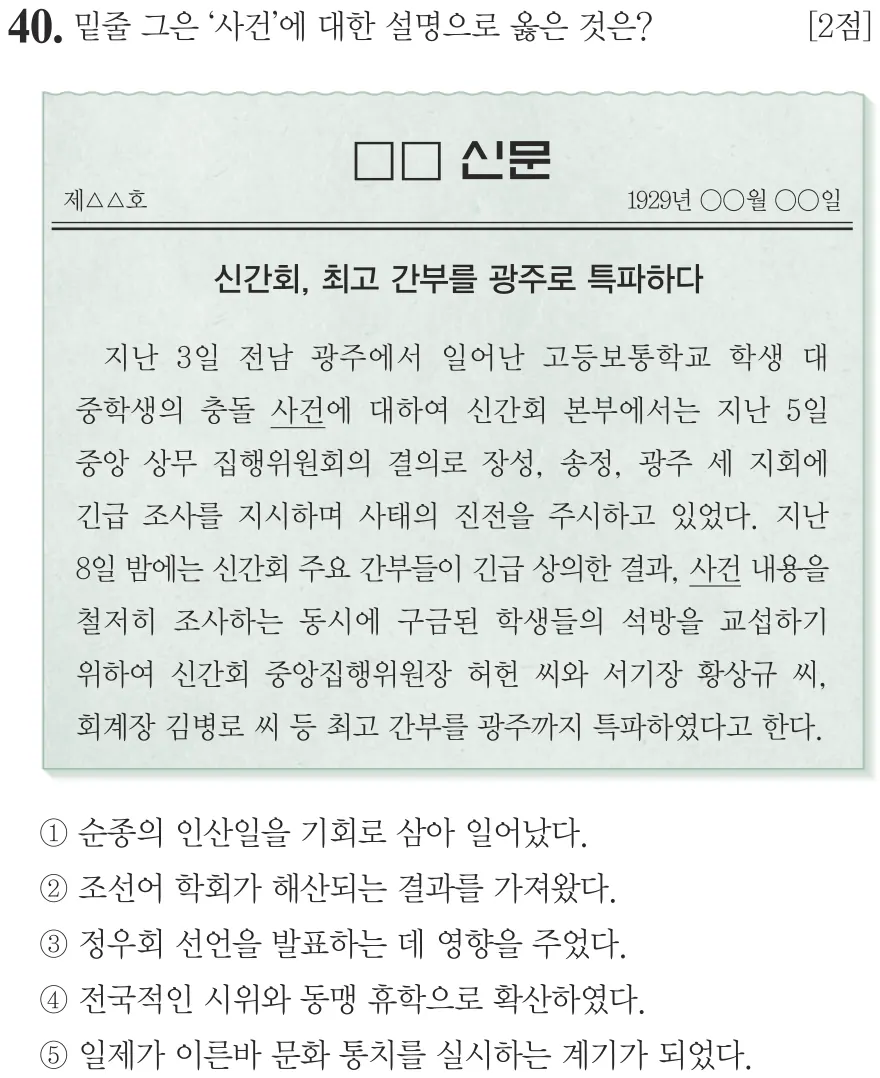 40. 밑줄 그은 ‘사건’에 대한 설명으로 옳은 것은? [2점]
□□ 신문
제△△호 1929년 ○○월 ○○일
신간회, 최고 간부를 광주로 특파하다
지난 3일 전남 광주에서 일어난 고등보통학교 학생 대
중학생의 충돌 사건에 대하여 신간회 본부에서는 지난 5일
중앙 상무 집행위원회의 결의로 장성, 송정, 광주 세 지회에
긴급 조사를 지시하며 사태의 진전을 주시하고 있었다. 지난
8일 밤에는 신간회 주요 간부들이 긴급 상의한 결과, 사건 내용을
철저히 조사하는 동시에 구금된 학생들의 석방을 교섭하기
위하여 신간회 중앙집행위원장 허헌 씨와 서기장 황상규 씨,
회계장 김병로 씨 등 최고 간부를 광주까지 특파하였다고 한다.
① 순종의 인산일을 기회로 삼아 일어났다.
② 조선어 학회가 해산되는 결과를 가져왔다.
③ 정우회 선언을 발표하는 데 영향을 주었다.
④ 전국적인 시위와 동맹 휴학으로 확산하였다.
⑤ 일제가 이른바 문화 통치를 실시하는 계기가 되었다.